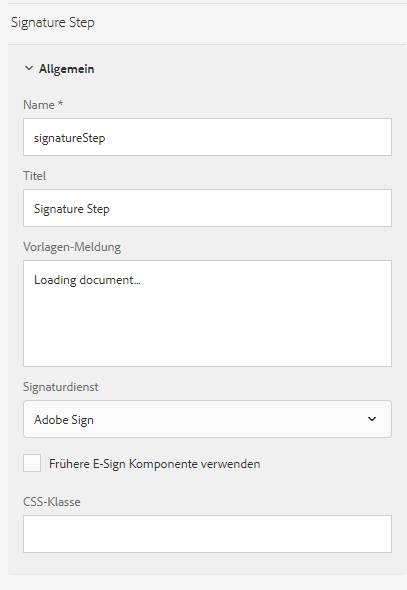 Signature Step
Allgemein
Name *
signatureStep
Titel
Signature Step
Vorlagen-Meldung
Loading document...
Signaturdienst
Adobe Sign
Frühere E-Sign Komponente verwenden
CSS-Klasse